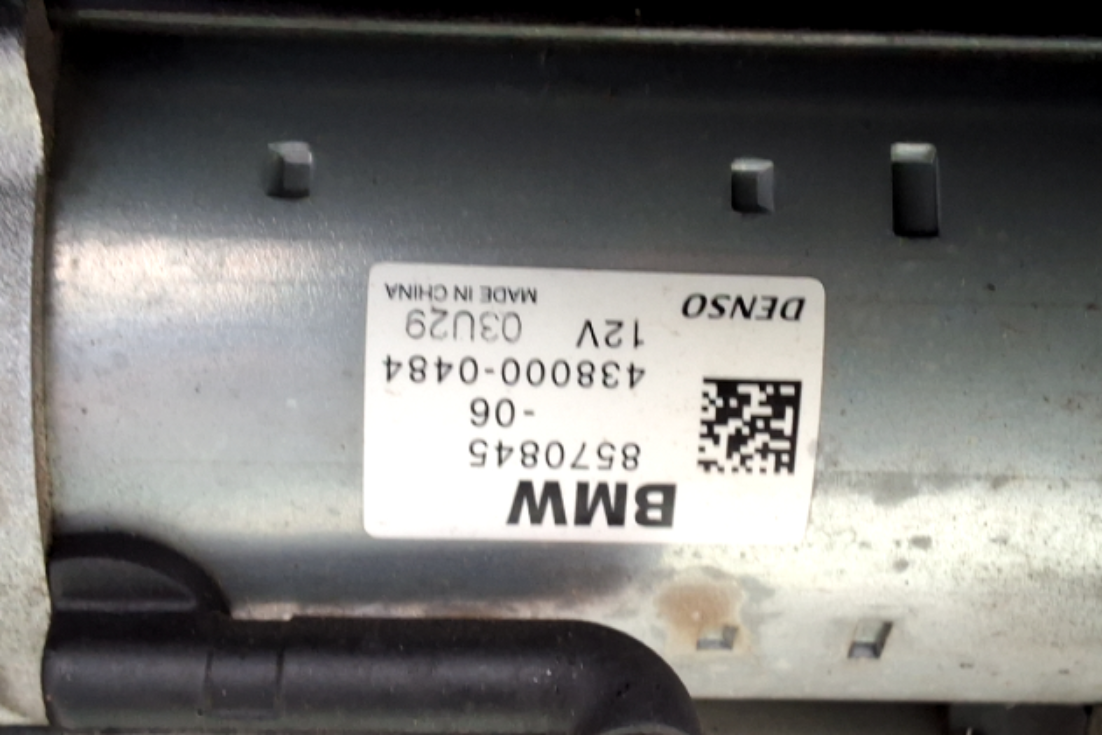 BMW
8570845
-06
438000-0484
12V 03U29
DENSO MADE IN CHINA